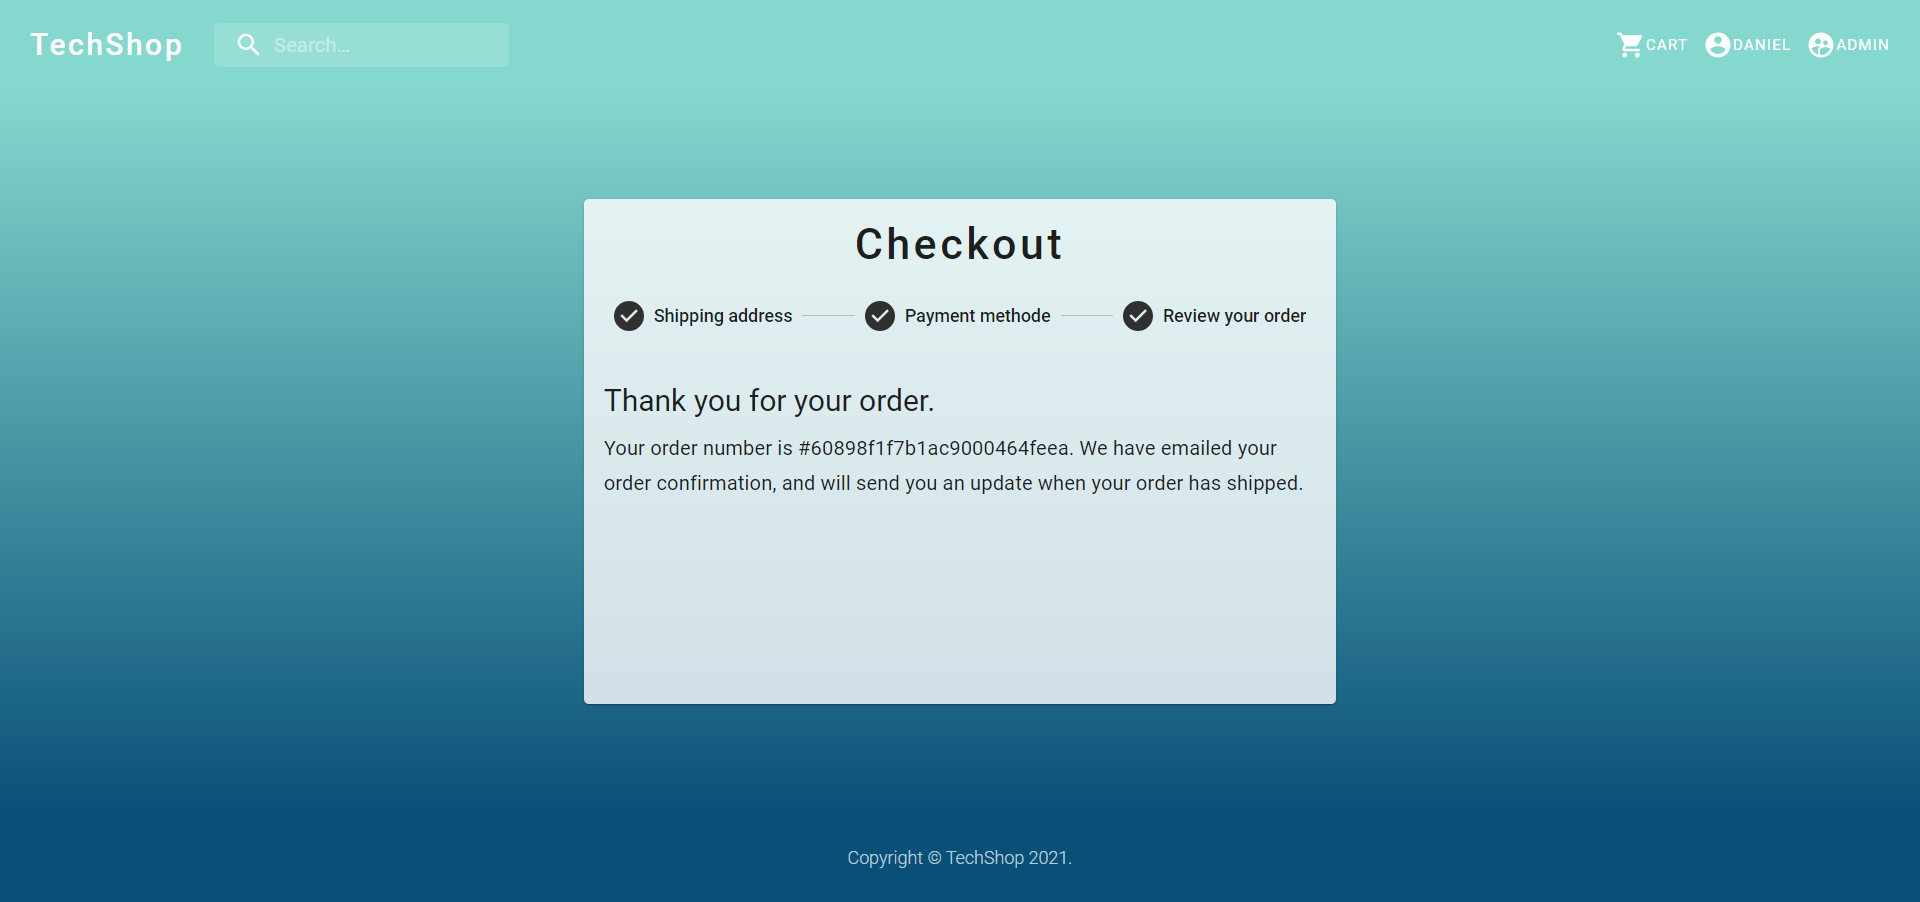 TechShop
Search...
CART
DANIEL
ADMIN
Checkout
Shipping address
Payment methode
Review your order
Thank you for your order.
Your order number is #60898f1f7b1ac9000464feea. We have emailed your
order confirmation, and will send you an update when your order has shipped.
Copyright © TechShop 2021.